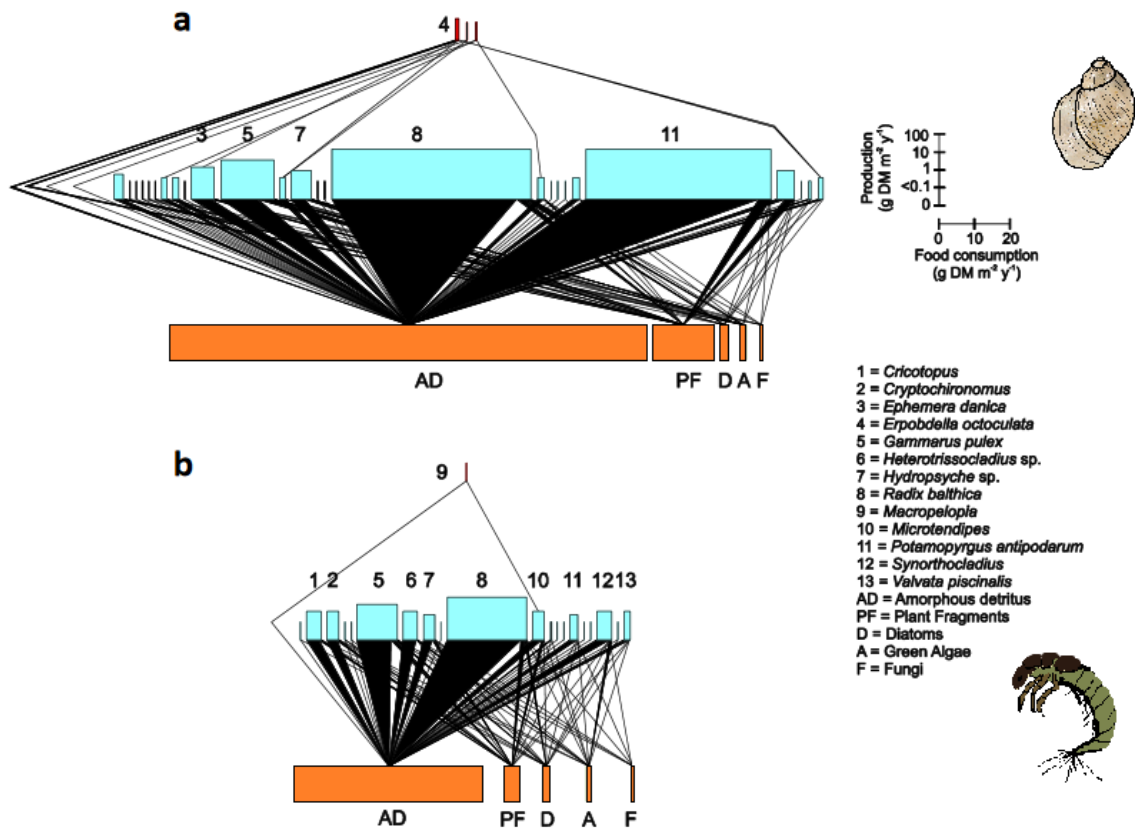 a
4
3 5 7 8 11
Production
(g DM m⁻² y⁻¹)
100
10
1
<0.1
0
0 10 20
Food consumption
(g DM m⁻² y⁻¹)
AD PF D A F
b
9
1 2 5 6 7 8 10 11 12 13
AD PF D A F
1 = Cricotopus
2 = Cryptochironomus
3 = Ephemera danica
4 = Erpobdella octoculata
5 = Gammarus pulex
6 = Heterotrissocladius sp.
7 = Hydropsyche sp.
8 = Radix balthica
9 = Macropelopia
10 = Microtendipes
11 = Potamopyrgus antipodarum
12 = Synorthocladius
13 = Valvata piscinalis
AD = Amorphous detritus
PF = Plant Fragments
D = Diatoms
A = Green Algae
F = Fungi